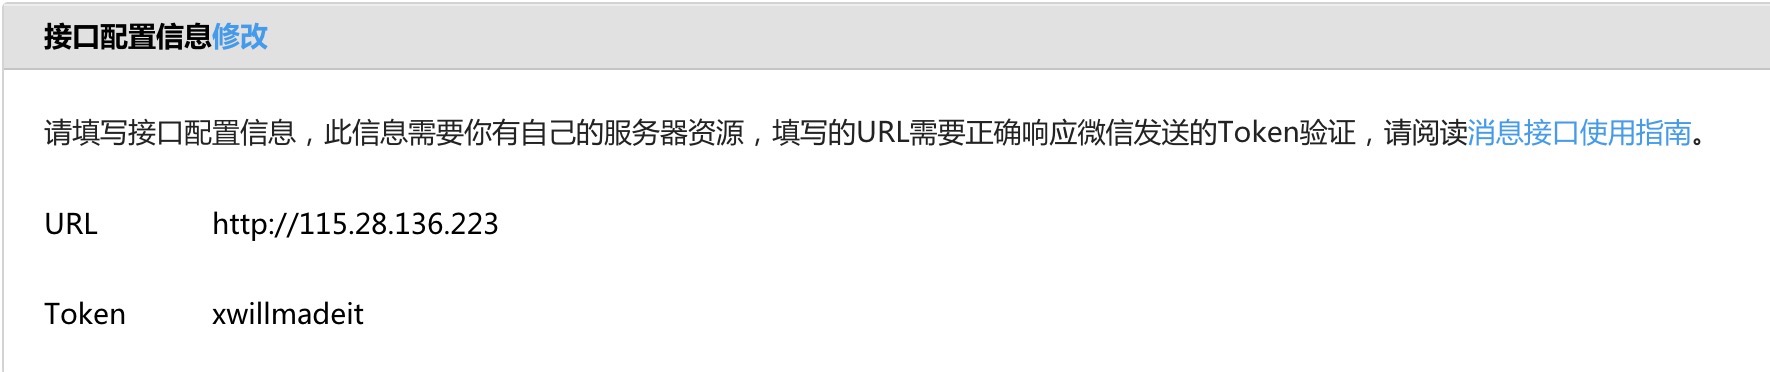 接口配置信息修改
请填写接口配置信息，此信息需要你有自己的服务器资源，填写的URL需要正确响应微信发送的Token验证，请阅读消息接口使用指南。
URL http://115.28.136.223
Token xwillmadeit